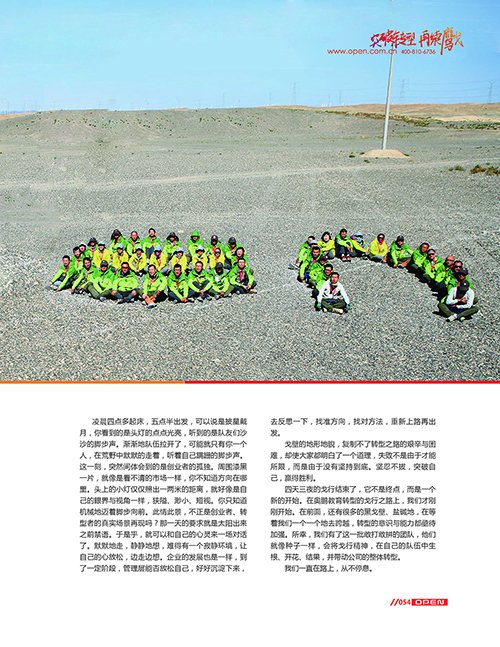 突破转型 再来鹰
www.open.com.cn 400-810-6736
凌晨四点多起床，五点半出发，可以说是披星戴
月，你看到的是头灯的点点光亮，听到的是队友们沙
沙的脚步声。渐渐地队伍拉开了，可能就只有你一个
人，在荒野中默默的走着，听着自己蹒跚的脚步声。
这一刻，突然间体会到的是创业者的孤独。周围漆黑
一片，就像是看不清的市场一样，你不知道方向在哪
里。头上的小灯仅仅照出一两米的距离，就好像是自
己的眼界与视角一样，狭隘、渺小、短视。你只知道
机械地迈着脚步向前。此情此景，不正是创业者、转
型者的真实场景再现吗？那一天的要求就是太阳出来
之前禁语。于是乎，就可以和自己的心灵来一场对话
了。默默地走，静静地想，难得有一个寂静环境，让
自己的心放松，边走边想。企业的发展也是一样，到
了一定阶段，管理层能否放松自己，好好沉淀下来，
去反思一下，找准方向，找对方法，重新上路再出
发。
戈壁的地形地貌，复制不了转型之路的艰辛与困
难，却使大家都明白了一个道理，失败不是由于才能
所限，而是由于没有坚持到底。坚忍不拔，突破自
己，赢得胜利。
四天三夜的戈行结束了，它不是终点，而是一个
新的开始。在奥鹏教育转型的戈行之路上，我们才刚
刚开始。在前面，还有很多的黑戈壁、盐碱地，在等
着我们一个一个地去跨越，转型的意识与能力都亟待
加强。所幸，我们有了这一批敢打敢拼的团队，他们
就像种子一样，会将戈行精神，在自己的队伍中生
根、开花、结果，并带动公司的整体转型。
我们一直在路上，从不停息。
//054 OPEN